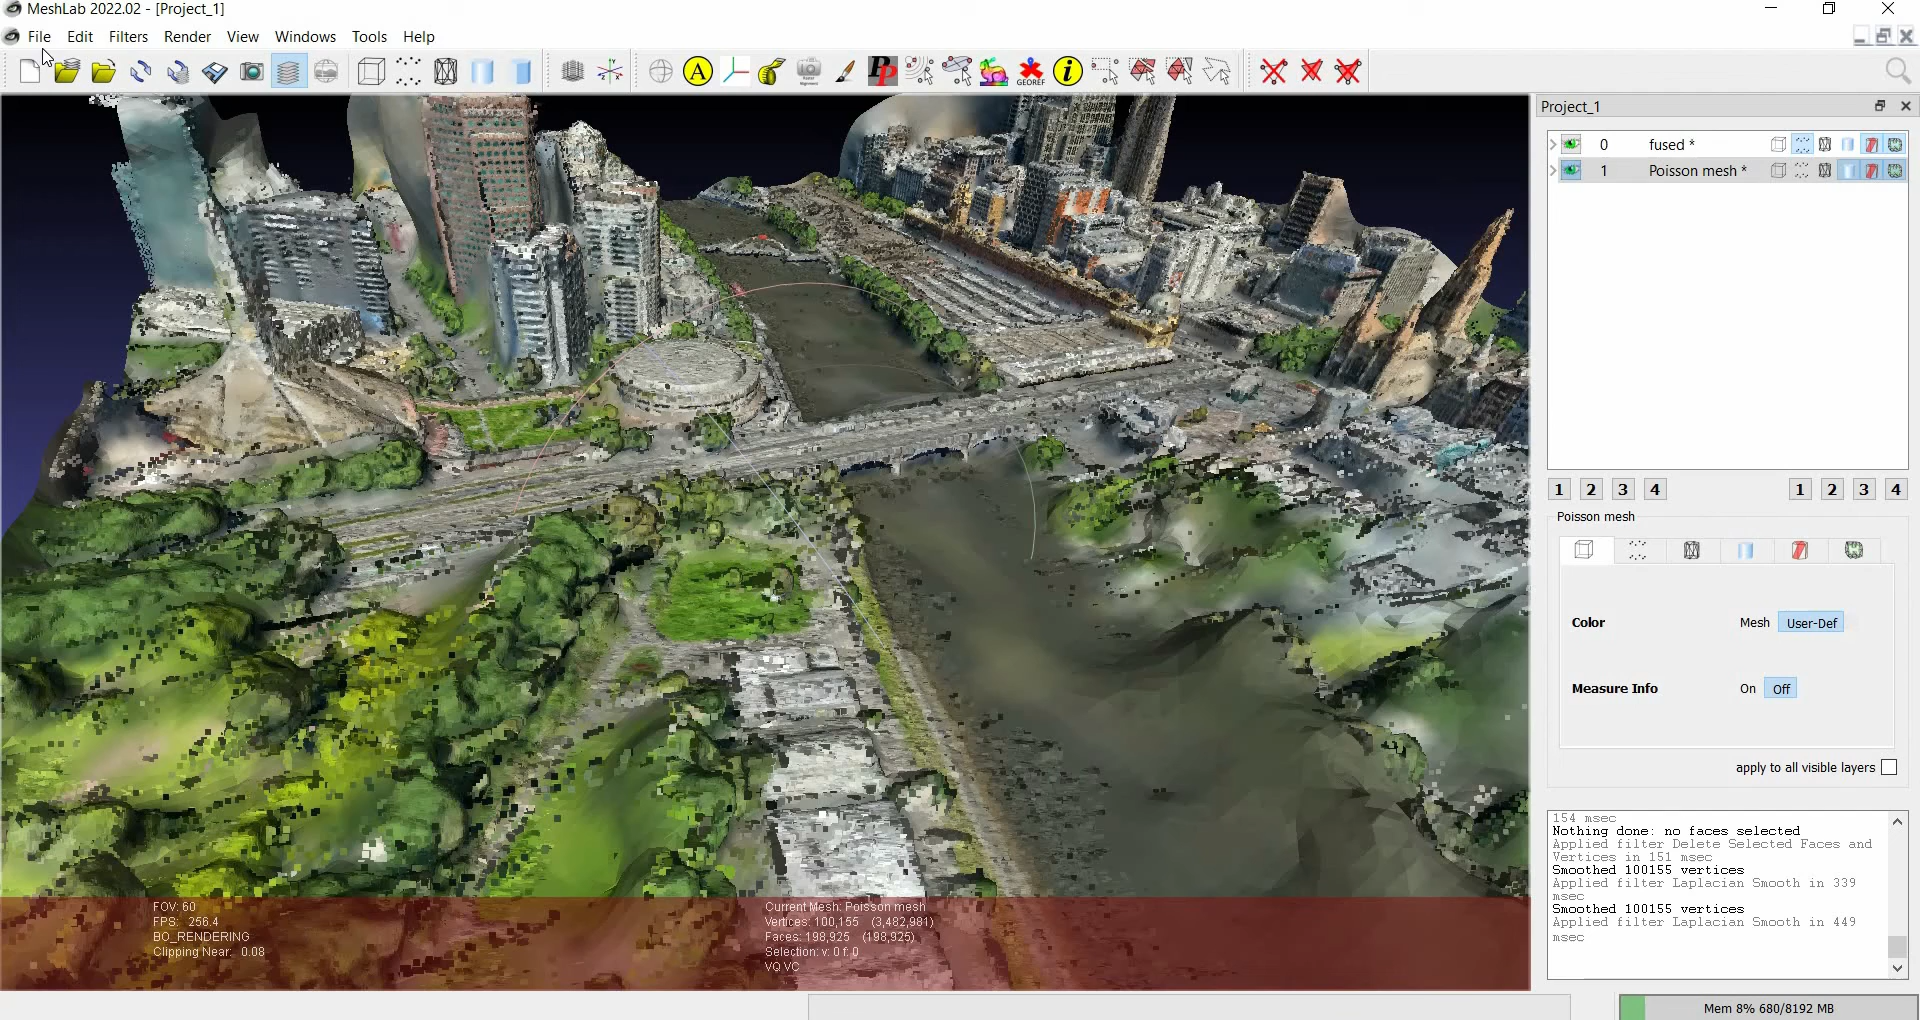 MeshLab 2022.02 - [Project_1]
File Edit Filters Render View Windows Tools Help
A PP GEOREF i
Project_1
0 fused *
1 Poisson mesh *
1 2 3 4 1 2 3 4
Poisson mesh
Color Mesh User-Def
Measure Info On Off
apply to all visible layers
154 msec
Nothing done: no faces selected
Applied filter Delete Selected Faces and
Vertices in 151 msec
Smoothed 100155 vertices
Applied filter Laplacian Smooth in 339
msec
Smoothed 100155 vertices
Applied filter Laplacian Smooth in 449
msec
FOV: 60
FPS: 256.4
BO_RENDERING
Clipping Near: 0.08
Current Mesh: Poisson mesh
Vertices: 100,155 (3,482,981)
Faces: 198,925 (198,925)
Selection: v: 0 f: 0
VQ VC
Mem 8% 680/8192 MB